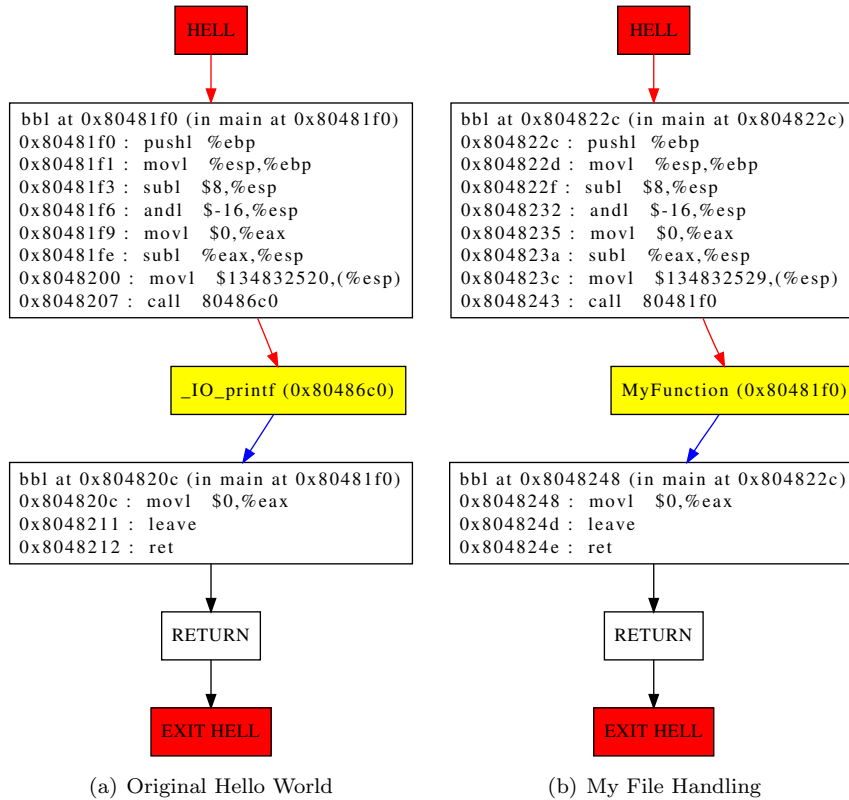 HELL
bbl at 0x80481f0 (in main at 0x80481f0)
0x80481f0 : pushl %ebp
0x80481f1 : movl %esp,%ebp
0x80481f3 : subl $8,%esp
0x80481f6 : andl $-16,%esp
0x80481f9 : movl $0,%eax
0x80481fe : subl %eax,%esp
0x8048200 : movl $134832520,(%esp)
0x8048207 : call 80486c0
_IO_printf (0x80486c0)
bbl at 0x804820c (in main at 0x80481f0)
0x804820c : movl $0,%eax
0x8048211 : leave
0x8048212 : ret
RETURN
EXIT HELL
(a) Original Hello World
HELL
bbl at 0x804822c (in main at 0x804822c)
0x804822c : pushl %ebp
0x804822d : movl %esp,%ebp
0x804822f : subl $8,%esp
0x8048232 : andl $-16,%esp
0x8048235 : movl $0,%eax
0x804823a : subl %eax,%esp
0x804823c : movl $134832529,(%esp)
0x8048243 : call 80481f0
MyFunction (0x80481f0)
bbl at 0x8048248 (in main at 0x804822c)
0x8048248 : movl $0,%eax
0x804824d : leave
0x804824e : ret
RETURN
EXIT HELL
(b) My File Handling